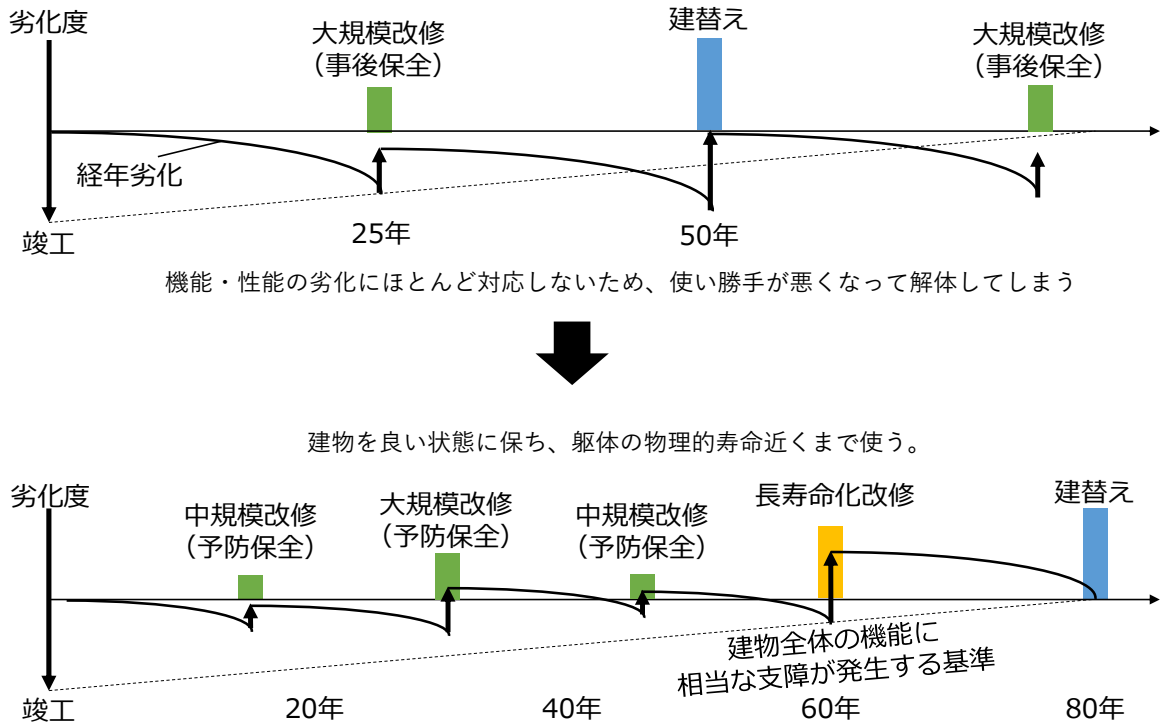 劣化度
大規模改修
（事後保全）
建替え
大規模改修
（事後保全）
経年劣化
竣工
25年
50年
機能・性能の劣化にほとんど対応しないため、使い勝手が悪くなって解体してしまう
建物を良い状態に保ち、躯体の物理的寿命近くまで使う。
劣化度
中規模改修
（予防保全）
大規模改修
（予防保全）
中規模改修
（予防保全）
長寿命化改修
建替え
建物全体の機能に
相当な支障が発生する基準
竣工
20年
40年
60年
80年